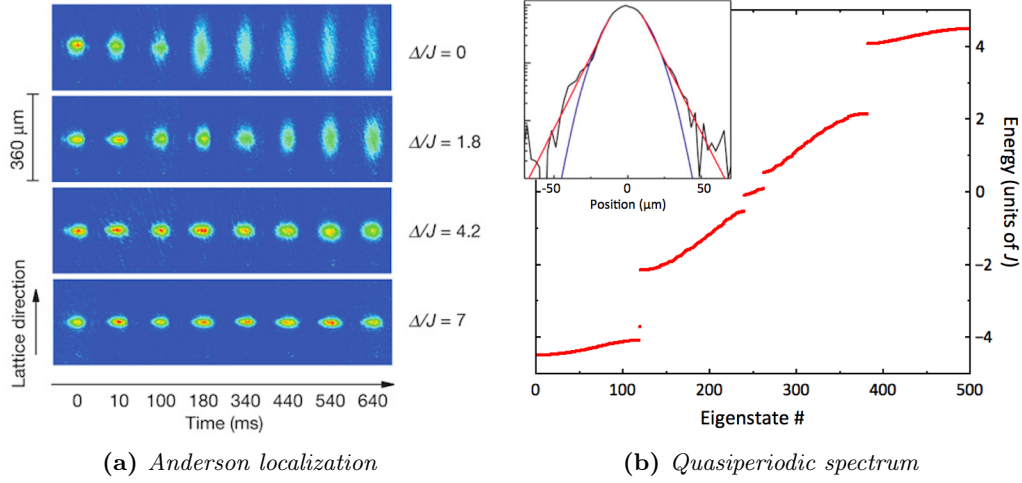 360 μm
Lattice direction
Δ/J = 0
Δ/J = 1.8
Δ/J = 4.2
Δ/J = 7
0 10 100 180 340 440 540 640
Time (ms)
(a) Anderson localization
−50 0 50
Position (μm)
4
2
0
−2
−4
Energy (units of J)
0 100 200 300 400 500
Eigenstate #
(b) Quasiperiodic spectrum